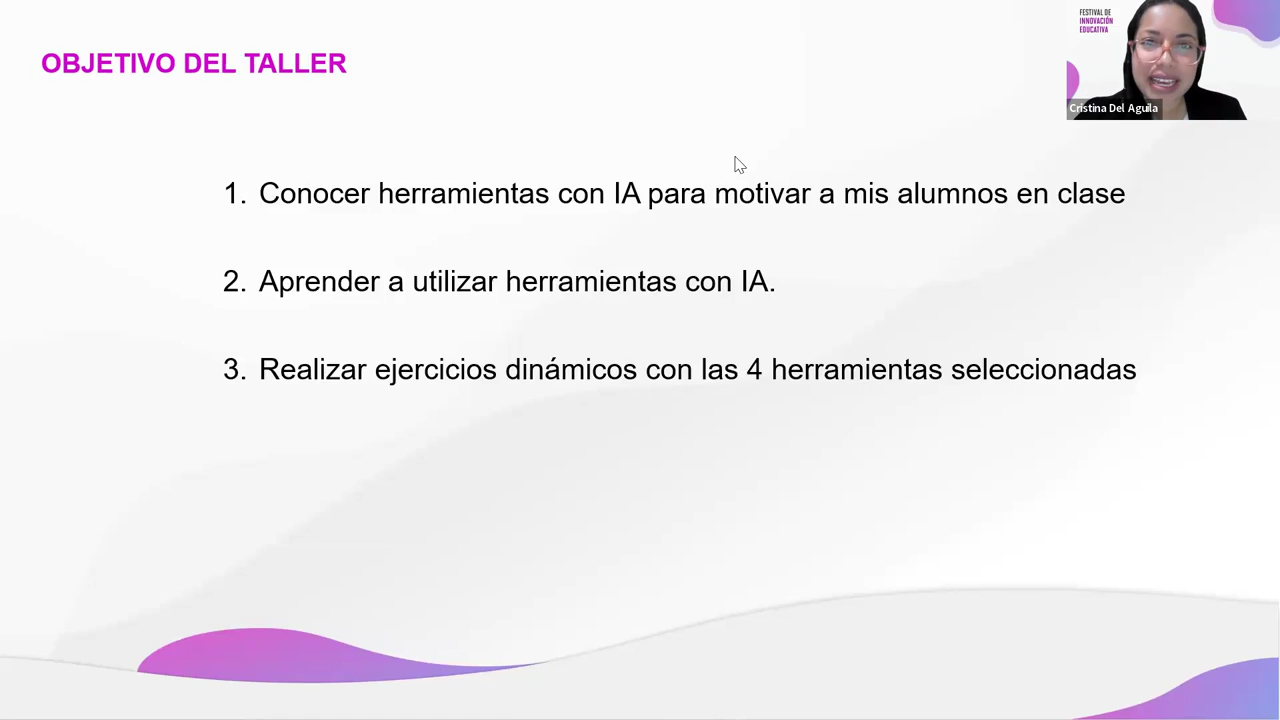 OBJETIVO DEL TALLER
FESTIVAL DE
INNOVACIÓN
EDUCATIVA
Cristina Del Aguila
1. Conocer herramientas con IA para motivar a mis alumnos en clase
2. Aprender a utilizar herramientas con IA.
3. Realizar ejercicios dinámicos con las 4 herramientas seleccionadas